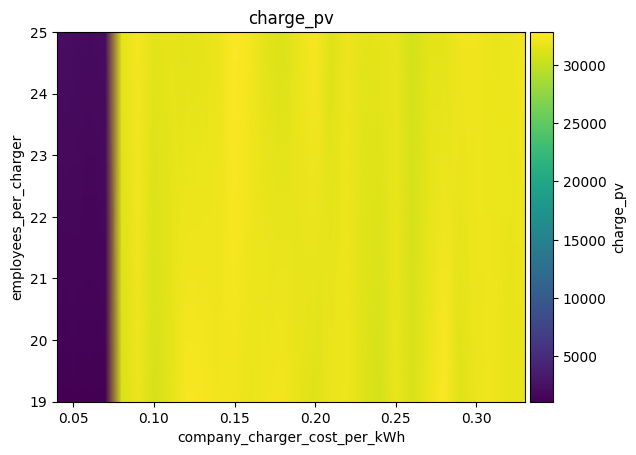 charge_pv
25
24
23
22
21
20
19
employees_per_charger
0.05 0.10 0.15 0.20 0.25 0.30
company_charger_cost_per_kWh
30000
25000
20000
15000
10000
5000
charge_pv